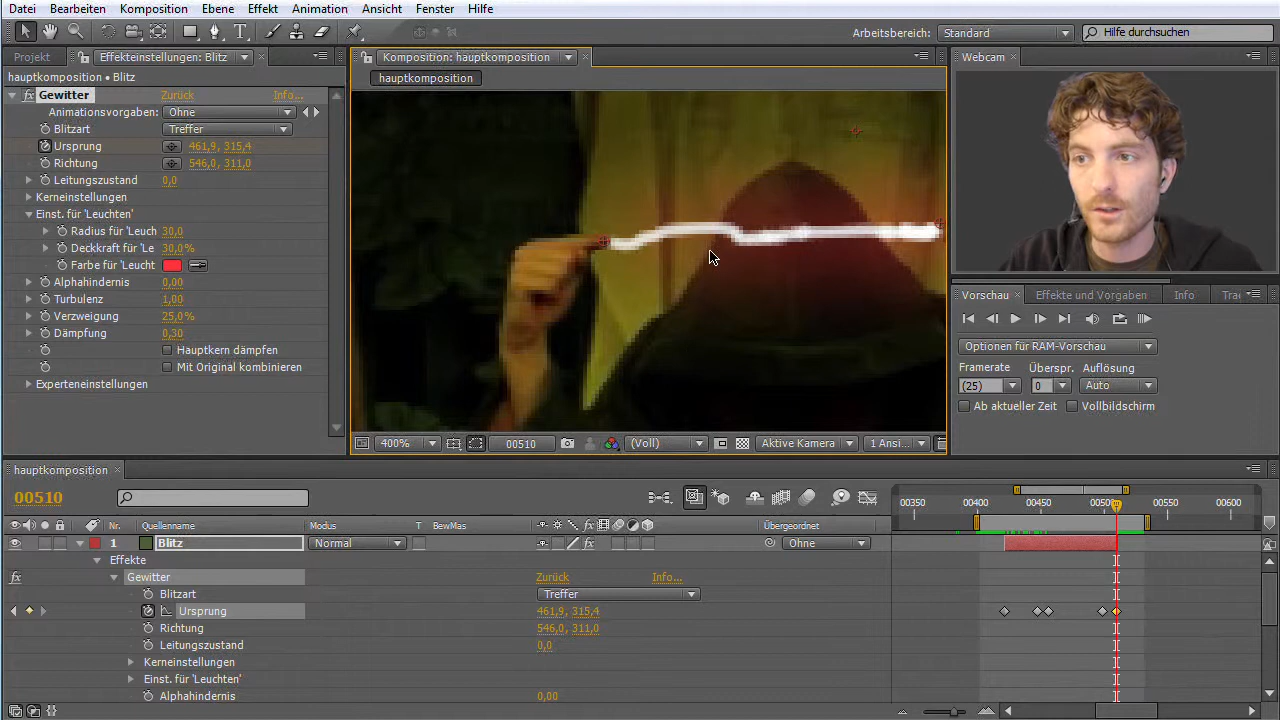 Datei Bearbeiten Komposition Ebene Effekt Animation Ansicht Fenster Hilfe
Arbeitsbereich: Standard Hilfe durchsuchen
Projekt Effekteinstellungen: Blitz
hauptkomposition • Blitz
Gewitter Zurück Info...
Animationsvorgaben: Ohne
Blitzart Treffer
Ursprung 461,9, 315,4
Richtung 546,0, 311,0
Leitungszustand 0,0
Kerneinstellungen
Einst. für 'Leuchten'
Radius für 'Leuch 30,0
Deckkraft für 'Le 30,0%
Farbe für 'Leucht
Alphahindernis 0,00
Turbulenz 1,00
Verzweigung 25,0%
Dämpfung 0,30
Hauptkern dämpfen
Mit Original kombinieren
Experteneinstellungen
Komposition: hauptkomposition
hauptkomposition
400% 00510 (Voll) Aktive Kamera 1 Ansi...
Webcam
Vorschau Effekte und Vorgaben Info Trac
Optionen für RAM-Vorschau
Framerate Überspr. Auflösung
(25) 0 Auto
Ab aktueller Zeit Vollbildschirm
hauptkomposition
00510
00350 00400 00450 00500 00550 00600
Nr. Quellenname Modus T BewMas Übergeordnet
1 Blitz Normal Ohne
Effekte
Gewitter Zurück Info...
Blitzart Treffer
Ursprung 461,9, 315,4
Richtung 546,0, 311,0
Leitungszustand 0,0
Kerneinstellungen
Einst. für 'Leuchten'
Alphahindernis 0,00